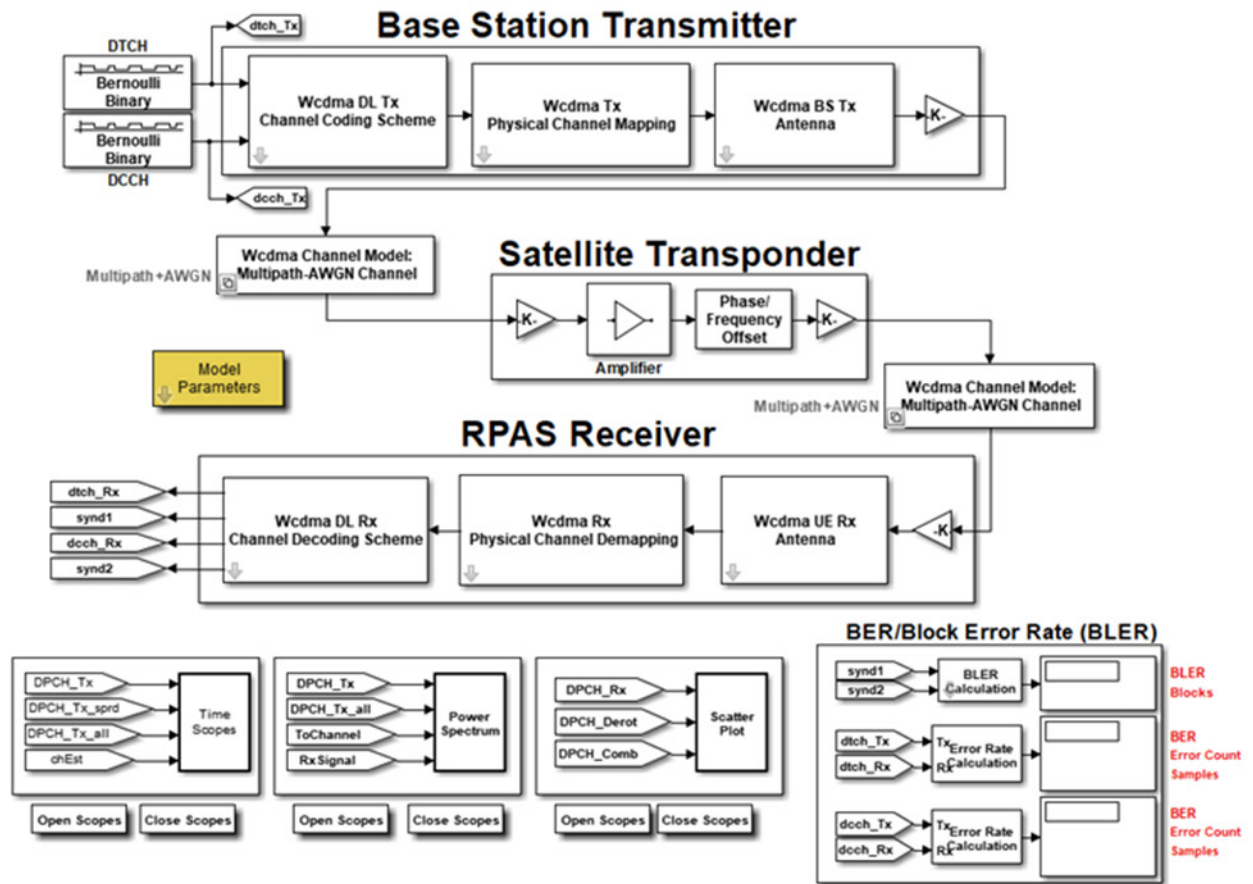 Base Station Transmitter
dtch_Tx
DTCH
Bernoulli
Binary
Bernoulli
Binary
DCCH
dcch_Tx
Wcdma DL Tx
Channel Coding Scheme
Wcdma Tx
Physical Channel Mapping
Wcdma BS Tx
Antenna
-K-
Wcdma Channel Model:
Multipath-AWGN Channel
Multipath+AWGN
Satellite Transponder
-K-
Amplifier
Phase/
Frequency
Offset
-K-
Model
Parameters
Wcdma Channel Model:
Multipath-AWGN Channel
Multipath+AWGN
RPAS Receiver
dtch_Rx
synd1
dcch_Rx
synd2
Wcdma DL Rx
Channel Decoding Scheme
Wcdma Rx
Physical Channel Demapping
Wcdma UE Rx
Antenna
-K-
DPCH_Tx
DPCH_Tx_sprd
DPCH_Tx_all
chEst
Time
Scopes
Open Scopes
Close Scopes
DPCH_Tx
DPCH_Tx_all
ToChannel
RxSignal
Power
Spectrum
Open Scopes
Close Scopes
DPCH_Rx
DPCH_Derot
DPCH_Comb
Scatter
Plot
Open Scopes
Close Scopes
BER/Block Error Rate (BLER)
synd1
synd2
BLER
Calculation
BLER
Blocks
dtch_Tx
dtch_Rx
Tx
Rx
Error Rate
Calculation
BER
Error Count
Samples
dcch_Tx
dcch_Rx
Tx
Rx
Error Rate
Calculation
BER
Error Count
Samples